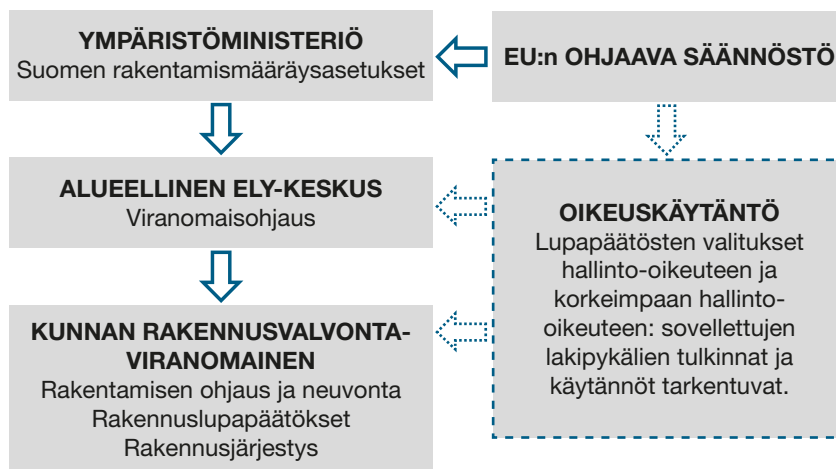 YMPÄRISTÖMINISTERIÖ
Suomen rakentamismääräysasetukset
EU:n OHJAAVA SÄÄNNÖSTÖ
ALUEELLINEN ELY-KESKUS
Viranomaisohjaus
KUNNAN RAKENNUSVALVONTA-
VIRANOMAINEN
Rakentamisen ohjaus ja neuvonta
Rakennuslupapäätökset
Rakennusjärjestys
OIKEUSKÄYTÄNTÖ
Lupapäätösten valitukset
hallinto-oikeuteen ja
korkeimpaan hallinto-
oikeuteen: sovellettujen
lakipykälien tulkinnat ja
käytännöt tarkentuvat.